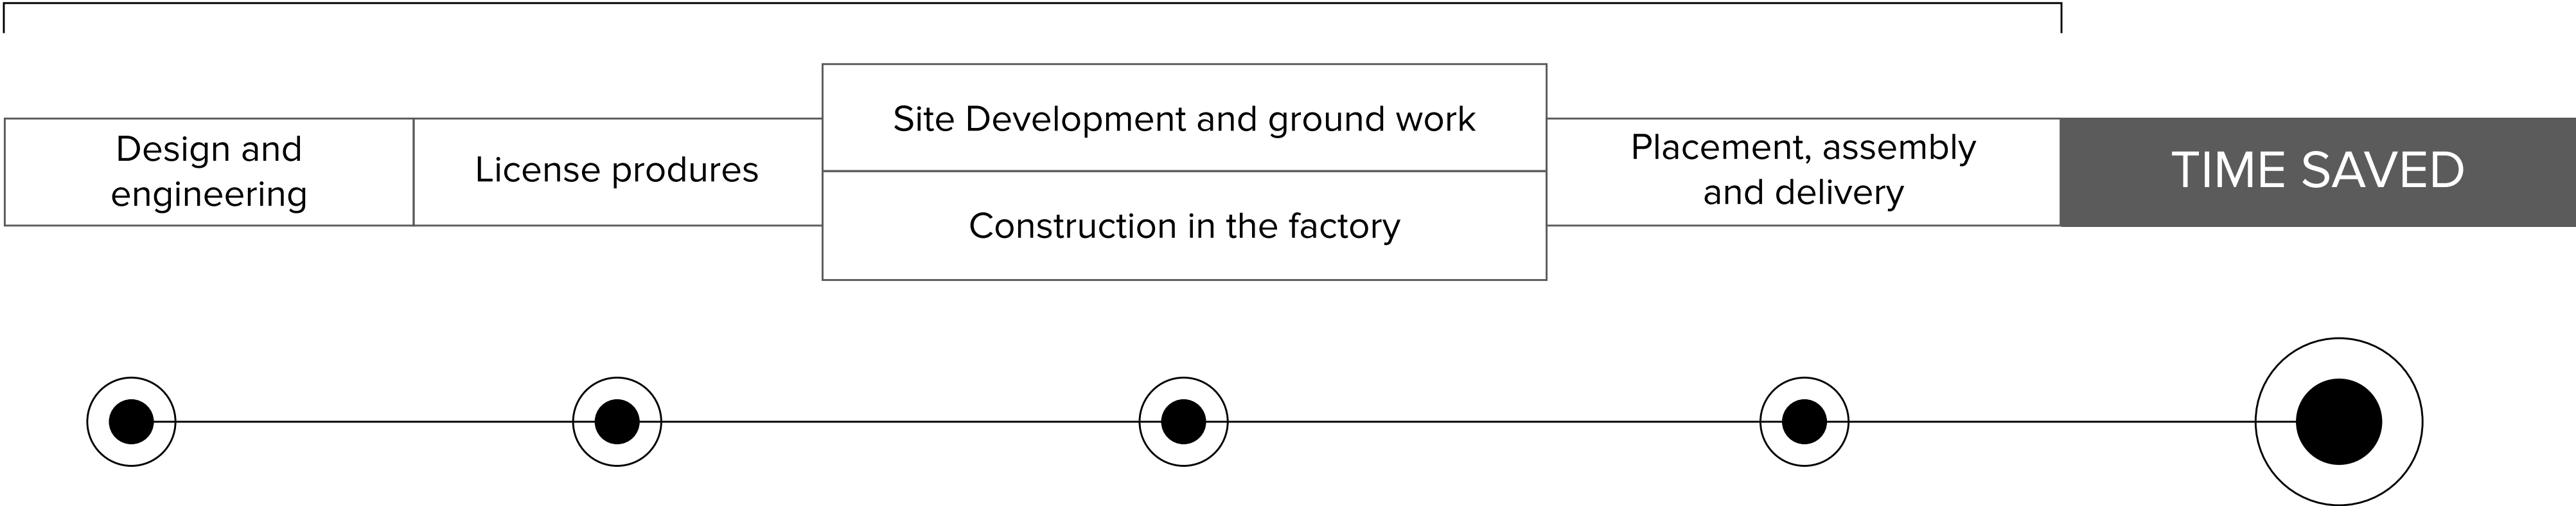 Design and
engineering
License produres
Site Development and ground work
Construction in the factory
Placement, assembly
and delivery
TIME SAVED